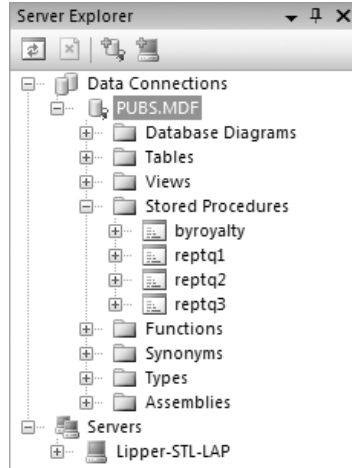 Server Explorer
Data Connections
PUBS.MDF
Database Diagrams
Tables
Views
Stored Procedures
byroyalty
reptq1
reptq2
reptq3
Functions
Synonyms
Types
Assemblies
Servers
Lipper-STL-LAP